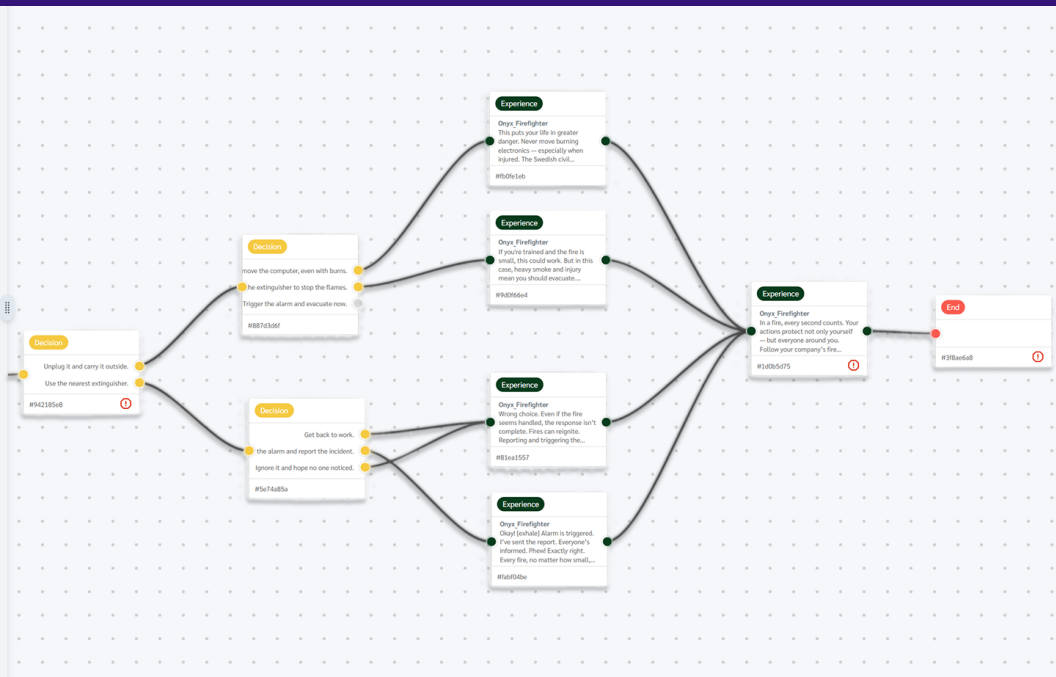 Experience
Onyx_Firefighter
This puts your life in greater
danger. Never move burning
electronics — especially when
injured. The Swedish civil...
#fb0fe1eb
Experience
Onyx_Firefighter
If you're trained and the fire is
small, this could work. But in this
case, heavy smoke and injury
mean you should evacuate....
#9d0f66e4
Decision
move the computer, even with burns.
he extinguisher to stop the flames.
Trigger the alarm and evacuate now.
#887d3d6f
Decision
Unplug it and carry it outside.
Use the nearest extinguisher.
#942185e8
Decision
Get back to work.
the alarm and report the incident.
Ignore it and hope no one noticed.
#5e74a85a
Experience
Onyx_Firefighter
Wrong choice. Even if the fire
seems handled, the response isn't
complete. Fires can reignite.
Reporting and triggering the...
#81ea1557
Experience
Onyx_Firefighter
Okay! [exhale] Alarm is triggered.
I've sent the report. Everyone's
informed. Phew! Exactly right.
Every fire, no matter how small,...
#fabf04be
Experience
Onyx_Firefighter
In a fire, every second counts. Your
actions protect not only yourself
— but everyone around you.
Follow your company's fire...
#1d0b5d75
End
#3f8ae6a8